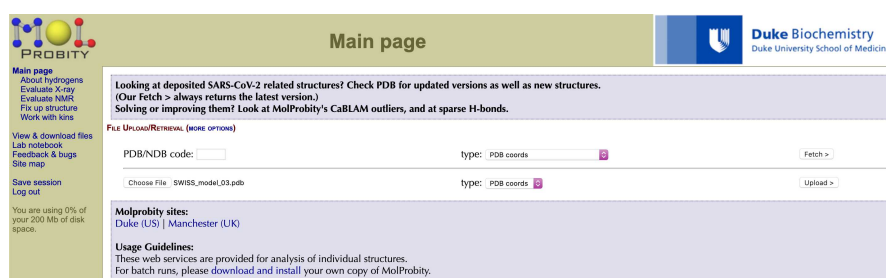 MOL
PROBITY
Main page
Duke Biochemistry
Duke University School of Medicin
Main page
About hydrogens
Evaluate X-ray
Evaluate NMR
Fix up structure
Work with kins
View & download files
Lab notebook
Feedback & bugs
Site map
Save session
Log out
You are using 0% of
your 200 Mb of disk
space.
Looking at deposited SARS-CoV-2 related structures? Check PDB for updated versions as well as new structures.
(Our Fetch > always returns the latest version.)
Solving or improving them? Look at MolProbity's CaBLAM outliers, and at sparse H-bonds.
FILE UPLOAD/RETRIEVAL (MORE OPTIONS)
PDB/NDB code: type: PDB coords Fetch >
Choose File SWISS_model_03.pdb type: PDB coords Upload >
Molprobity sites:
Duke (US) | Manchester (UK)
Usage Guidelines:
These web services are provided for analysis of individual structures.
For batch runs, please download and install your own copy of MolProbity.